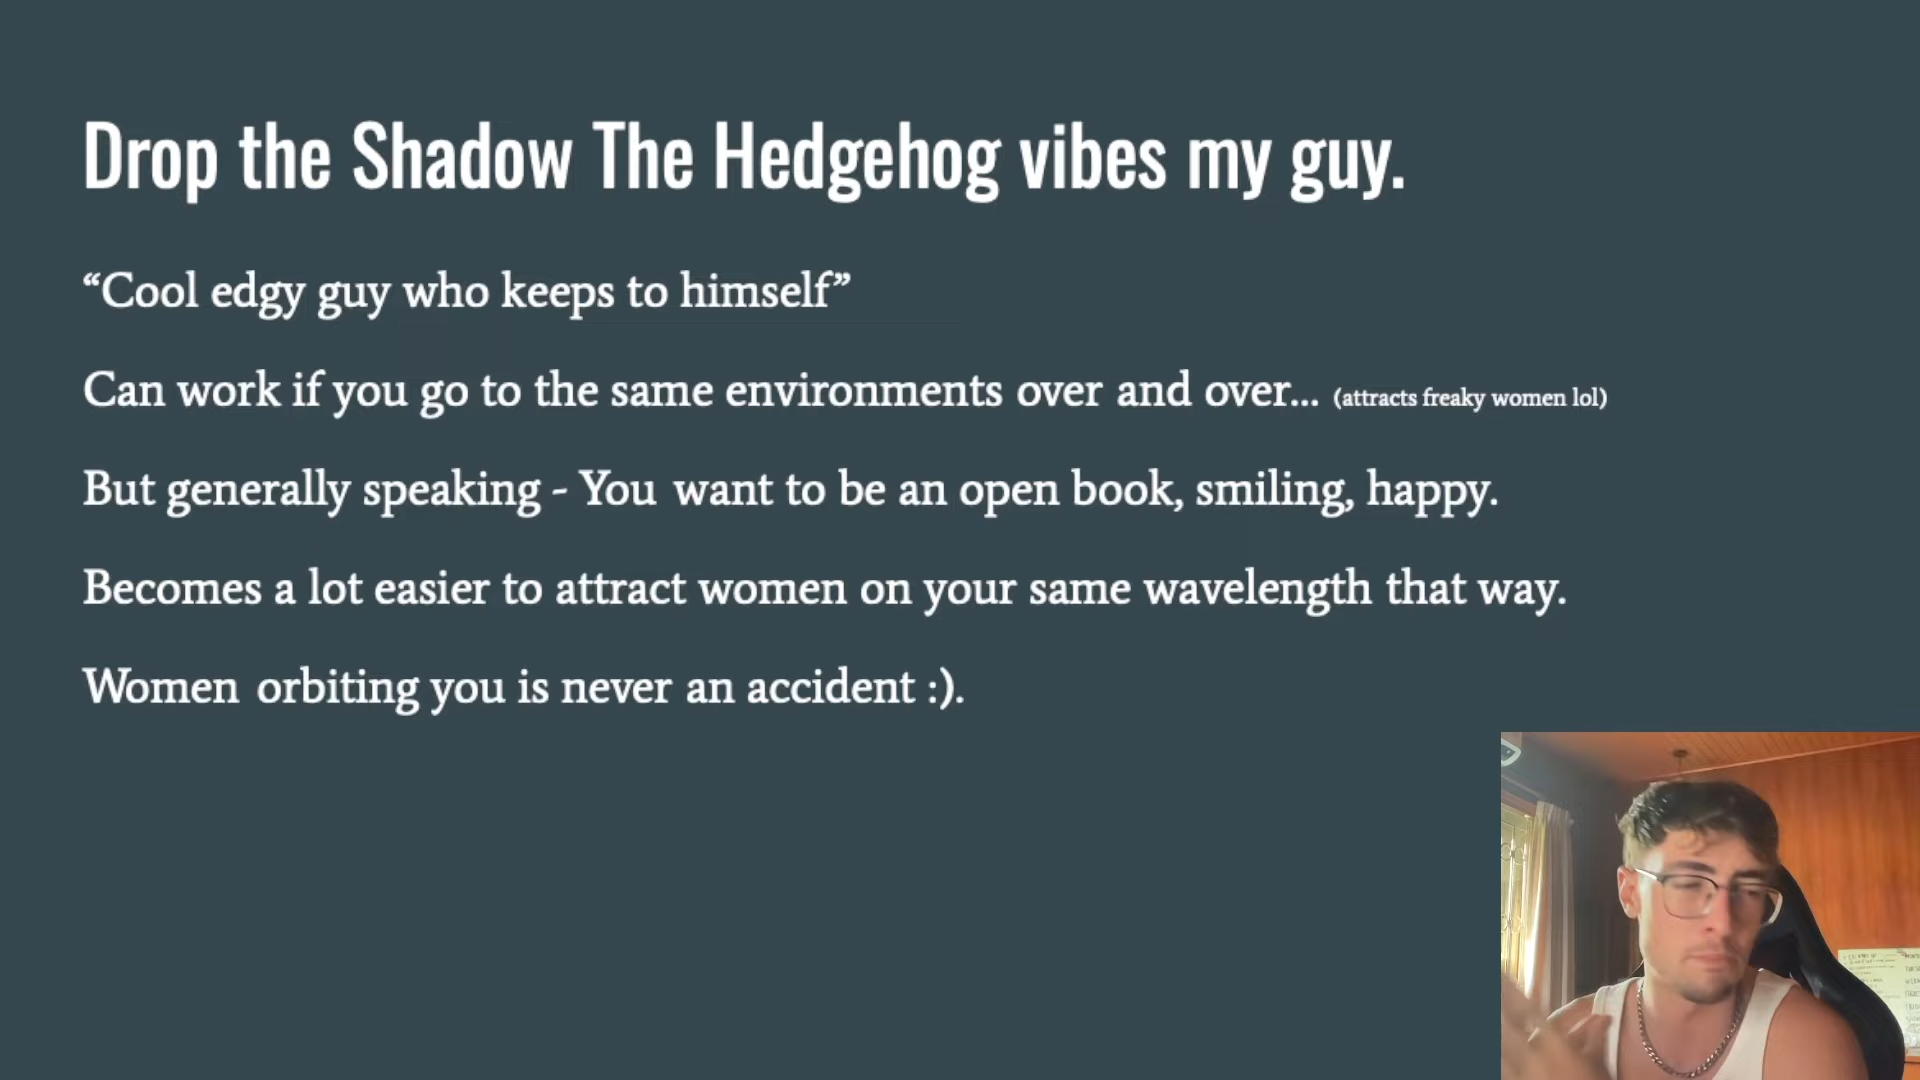 Drop the Shadow The Hedgehog vibes my guy.
“Cool edgy guy who keeps to himself”
Can work if you go to the same environments over and over... (attracts freaky women lol)
But generally speaking - You want to be an open book, smiling, happy.
Becomes a lot easier to attract women on your same wavelength that way.
Women orbiting you is never an accident :).